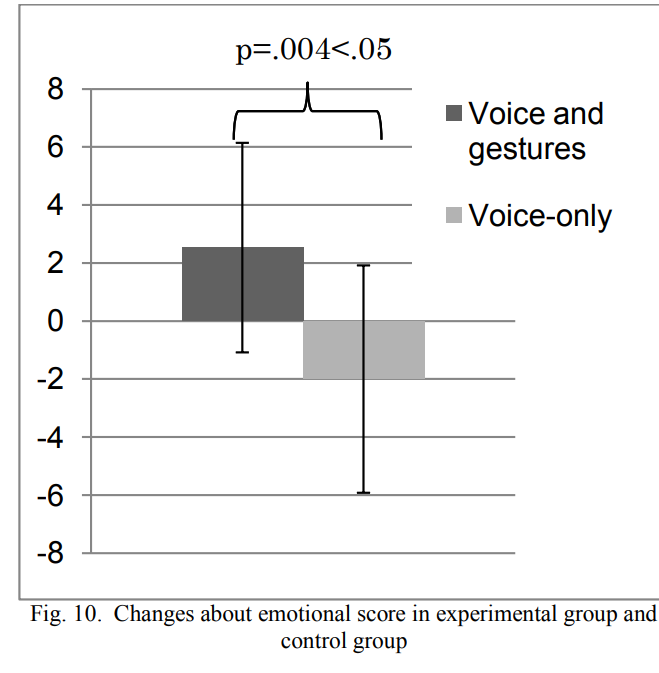 p=.004<.05
8
6
4
2
0
-2
-4
-6
-8
Voice and
gestures
Voice-only
Fig. 10. Changes about emotional score in experimental group and
control group